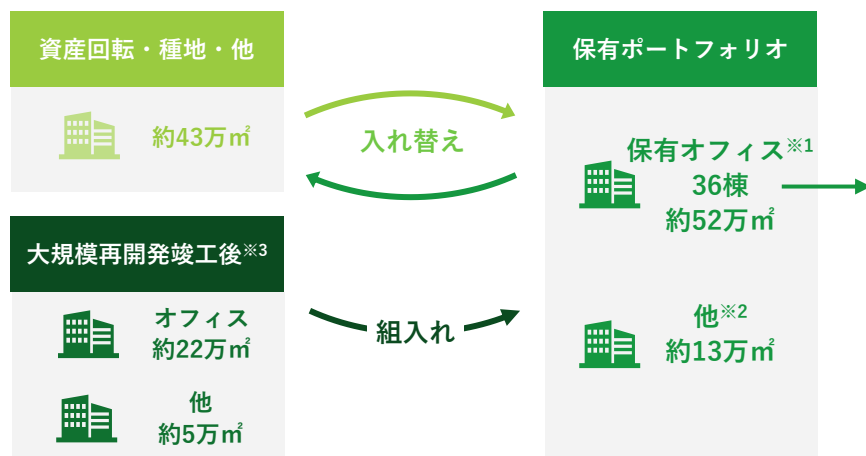 資産回転・種地・他
約43万㎡
大規模再開発竣工後※3
オフィス
約22万㎡
他
約5万㎡
入れ替え
組入れ
保有ポートフォリオ
保有オフィス※1
36棟
約52万㎡
他※2
約13万㎡